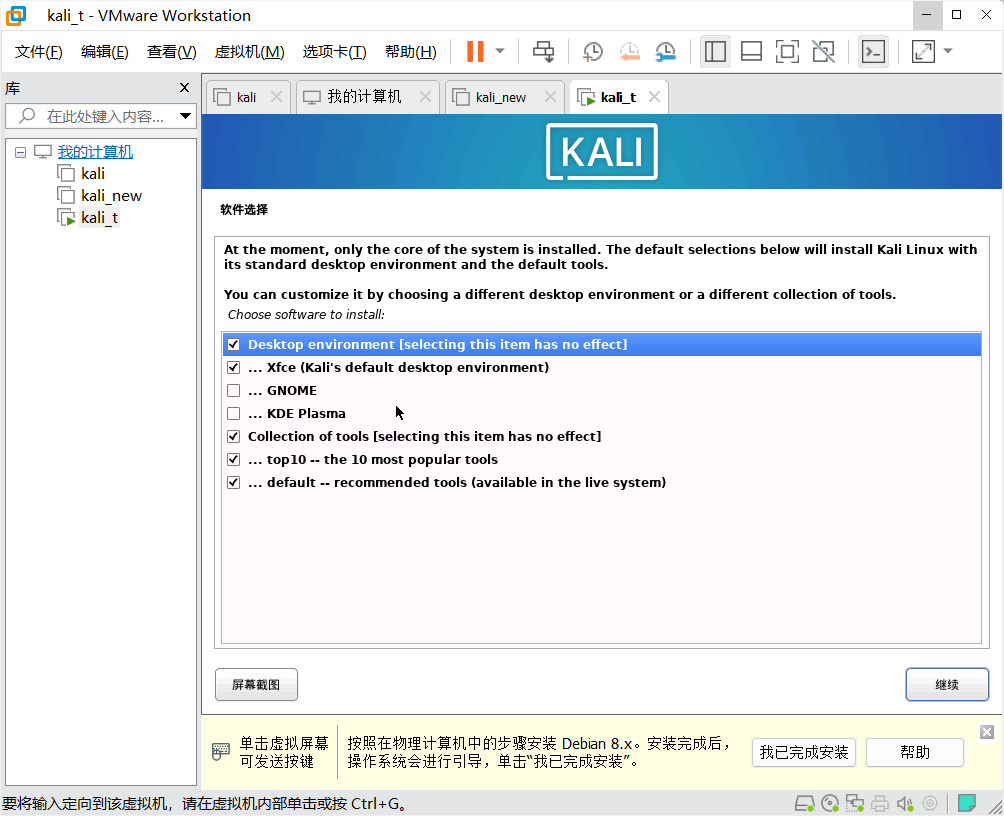 kali_t - VMware Workstation
文件(F) 编辑(E) 查看(V) 虚拟机(M) 选项卡(T) 帮助(H)
库
在此处键入内容...
我的计算机
kali
kali_new
kali_t
kali 我的计算机 kali_new kali_t
KALI
软件选择
At the moment, only the core of the system is installed. The default selections below will install Kali Linux with
its standard desktop environment and the default tools.
You can customize it by choosing a different desktop environment or a different collection of tools.
Choose software to install:
Desktop environment [selecting this item has no effect]
... Xfce (Kali's default desktop environment)
... GNOME
... KDE Plasma
Collection of tools [selecting this item has no effect]
... top10 -- the 10 most popular tools
... default -- recommended tools (available in the live system)
屏幕截图 继续
单击虚拟屏幕
可发送按键
按照在物理计算机中的步骤安装 Debian 8.x。安装完成后，
操作系统会进行引导，单击“我已完成安装”。
我已完成安装 帮助
要将输入定向到该虚拟机，请在虚拟机内部单击或按 Ctrl+G。